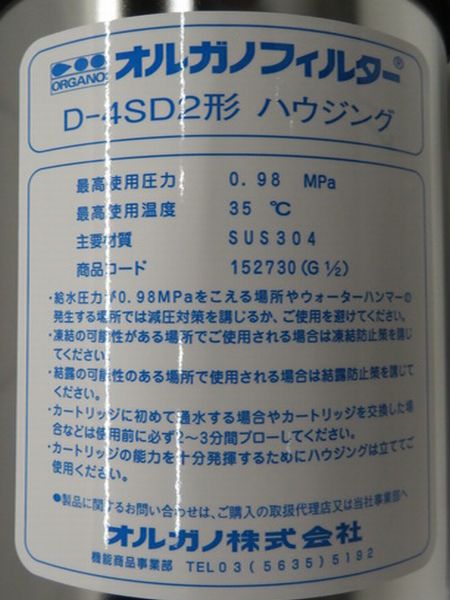 ORGANO オルガノフィルター®
D-4SD2形 ハウジング
最高使用圧力 0.98 MPa
最高使用温度 35 ℃
主要材質 SUS304
商品コード 152730(G½)
・給水圧力が0.98MPaをこえる場所やウォーターハンマーの
発生する場所では減圧対策を講じるか、ご使用を避けてください。
・凍結の可能性がある場所でご使用される場合は凍結防止策を講じ
てください。
・結露の可能性のある場所で使用される場合は結露防止策を講じて
ください。
・カートリッジに初めて通水する場合やカートリッジを交換した場
合などは使用前に必ず2~3分間ブローしてください。
・カートリッジの能力を十分発揮するためにハウジングは立ててご
使用ください。
●製品に関するお問い合わせは、ご購入の取扱代理店又は当社事業部へ
オルガノ株式会社
機能商品事業部 TEL03(5635)5192